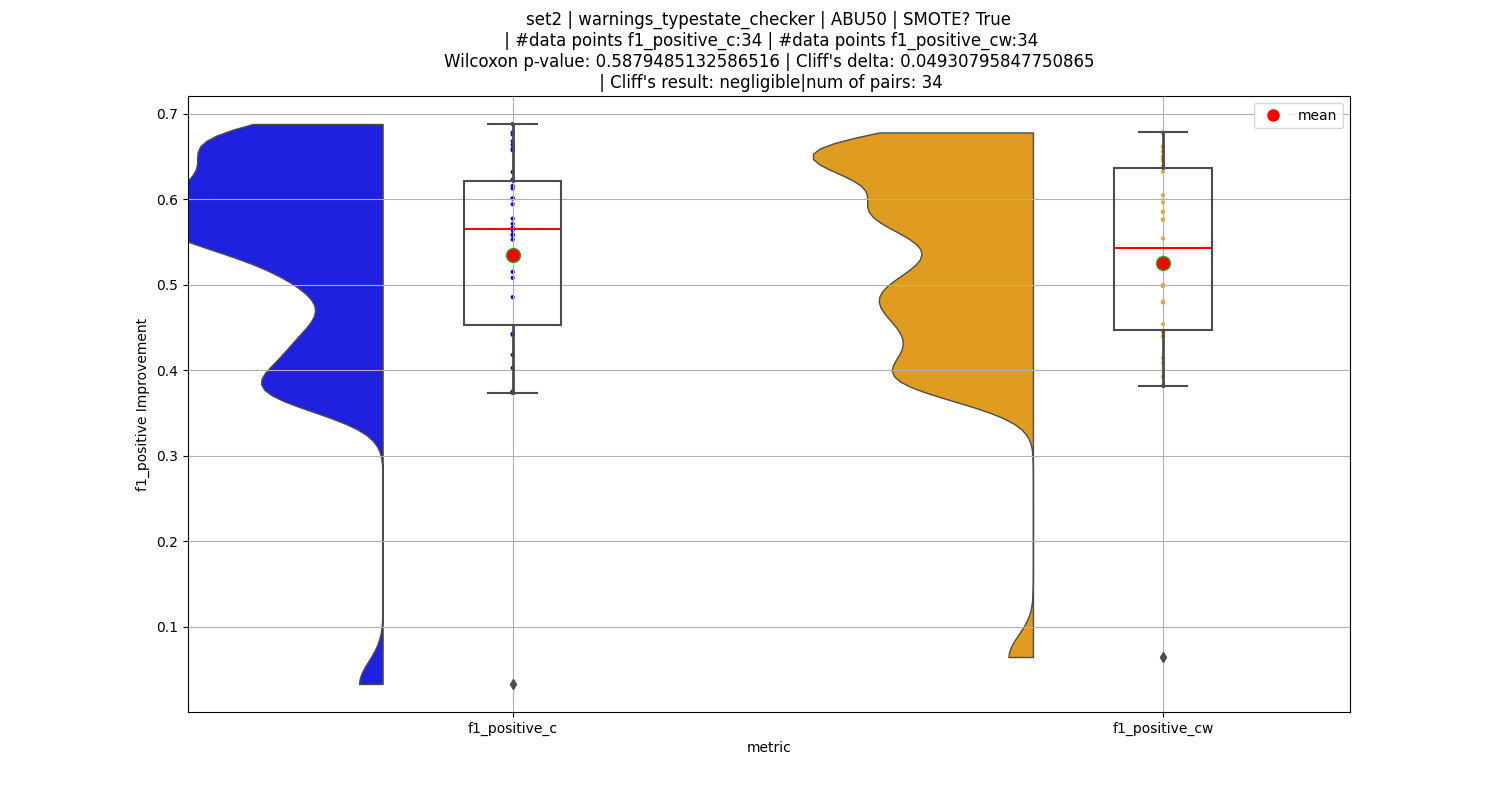 set2 | warnings_typestate_checker | ABU50 | SMOTE? True
| #data points f1_positive_c:34 | #data points f1_positive_cw:34
Wilcoxon p-value: 0.5879485132586516 | Cliff's delta: 0.04930795847750865
| Cliff's result: negligible|num of pairs: 34
mean
0.7
0.6
0.5
0.4
0.3
0.2
0.1
f1_positive Improvement
f1_positive_c
f1_positive_cw
metric